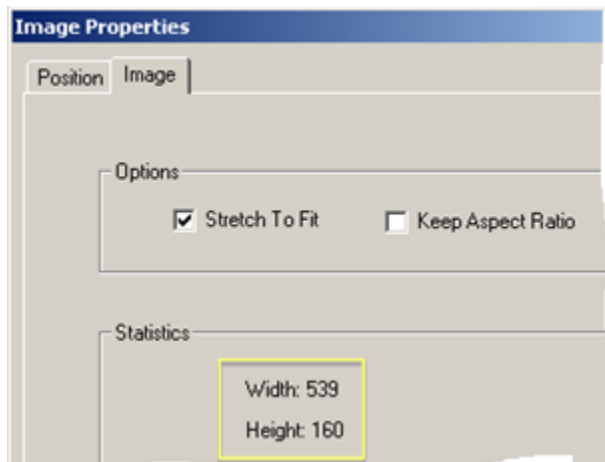 Image Properties
Position Image
Options
Stretch To Fit Keep Aspect Ratio
Statistics
Width: 539
Height: 160